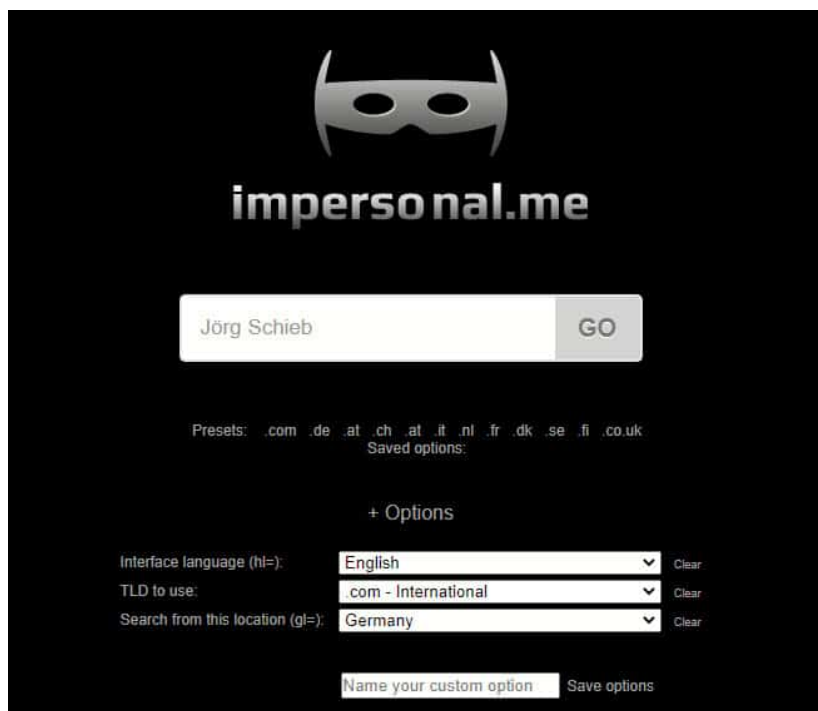 impersonal.me
Jörg Schieb GO
Presets: .com .de .at .ch .at .it .nl .fr .dk .se .fi .co.uk
Saved options:
+ Options
Interface language (hl=): English Clear
TLD to use: .com - International Clear
Search from this location (gl=): Germany Clear
Name your custom option Save options